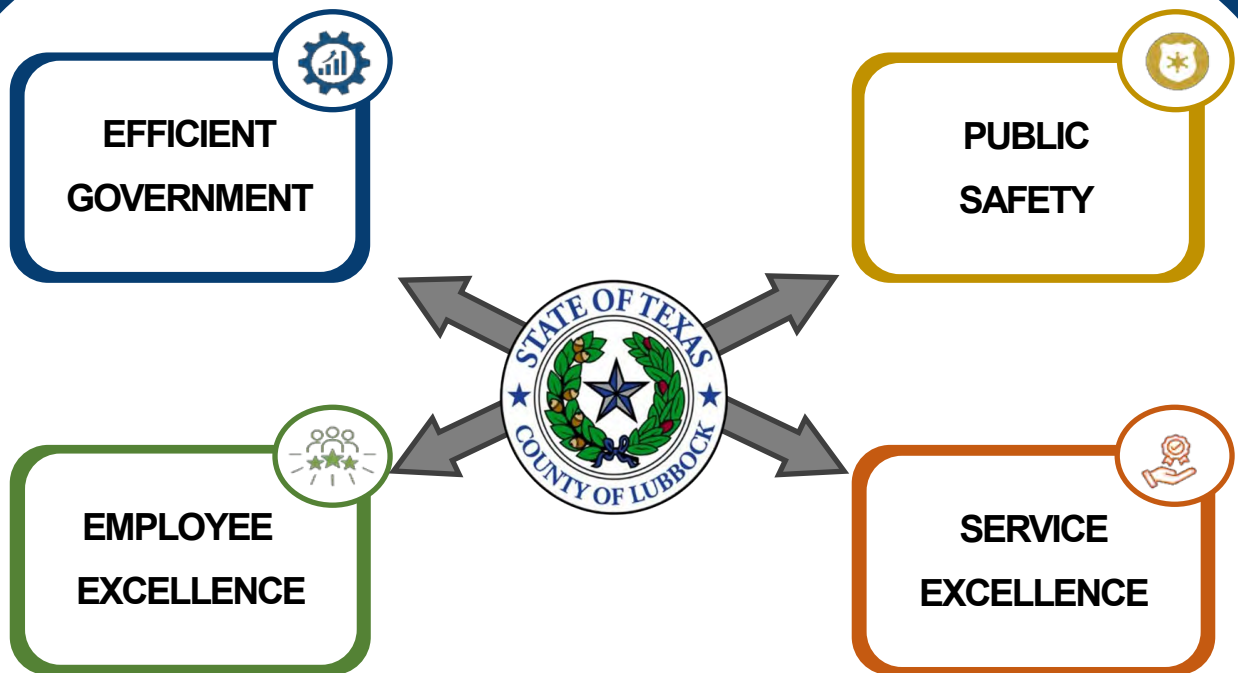 EFFICIENT
GOVERNMENT
PUBLIC
SAFETY
STATE OF TEXAS
COUNTY OF LUBBOCK
EMPLOYEE
EXCELLENCE
SERVICE
EXCELLENCE